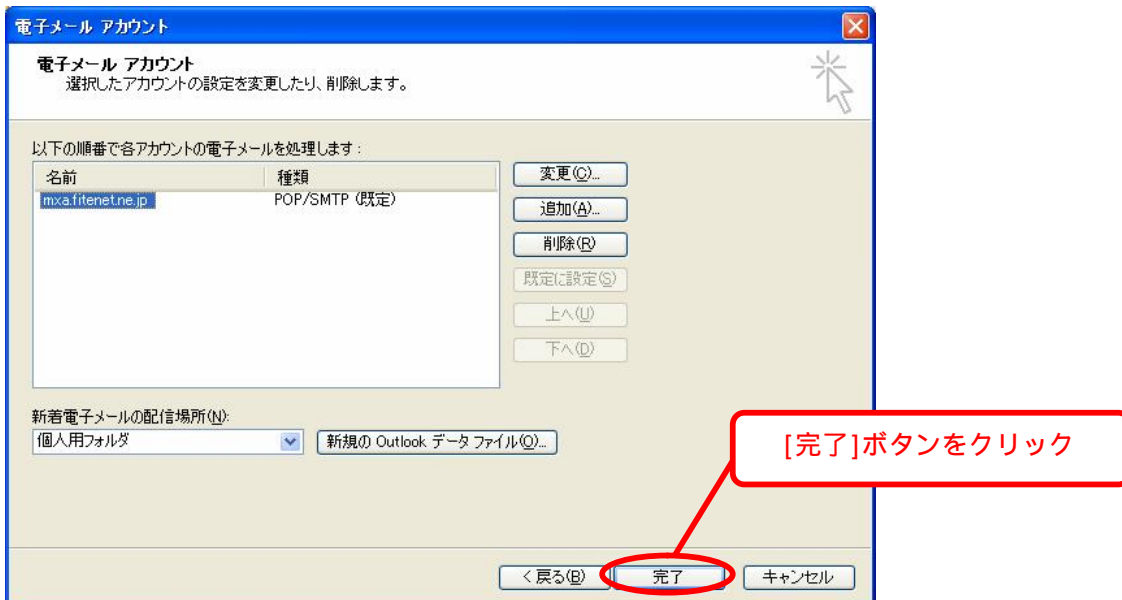 電子メール アカウント
電子メール アカウント
選択したアカウントの設定を変更したり、削除します。
以下の順番で各アカウントの電子メールを処理します:
名前 種類
mxa.fitenet.ne.jp POP/SMTP (既定)
変更(C)...
追加(A)...
削除(R)
既定に設定(S)
上へ(U)
下へ(D)
新着電子メールの配信場所(N):
個人用フォルダ 新規の Outlook データ ファイル(O)...
[完了]ボタンをクリック
< 戻る(B) 完了 キャンセル